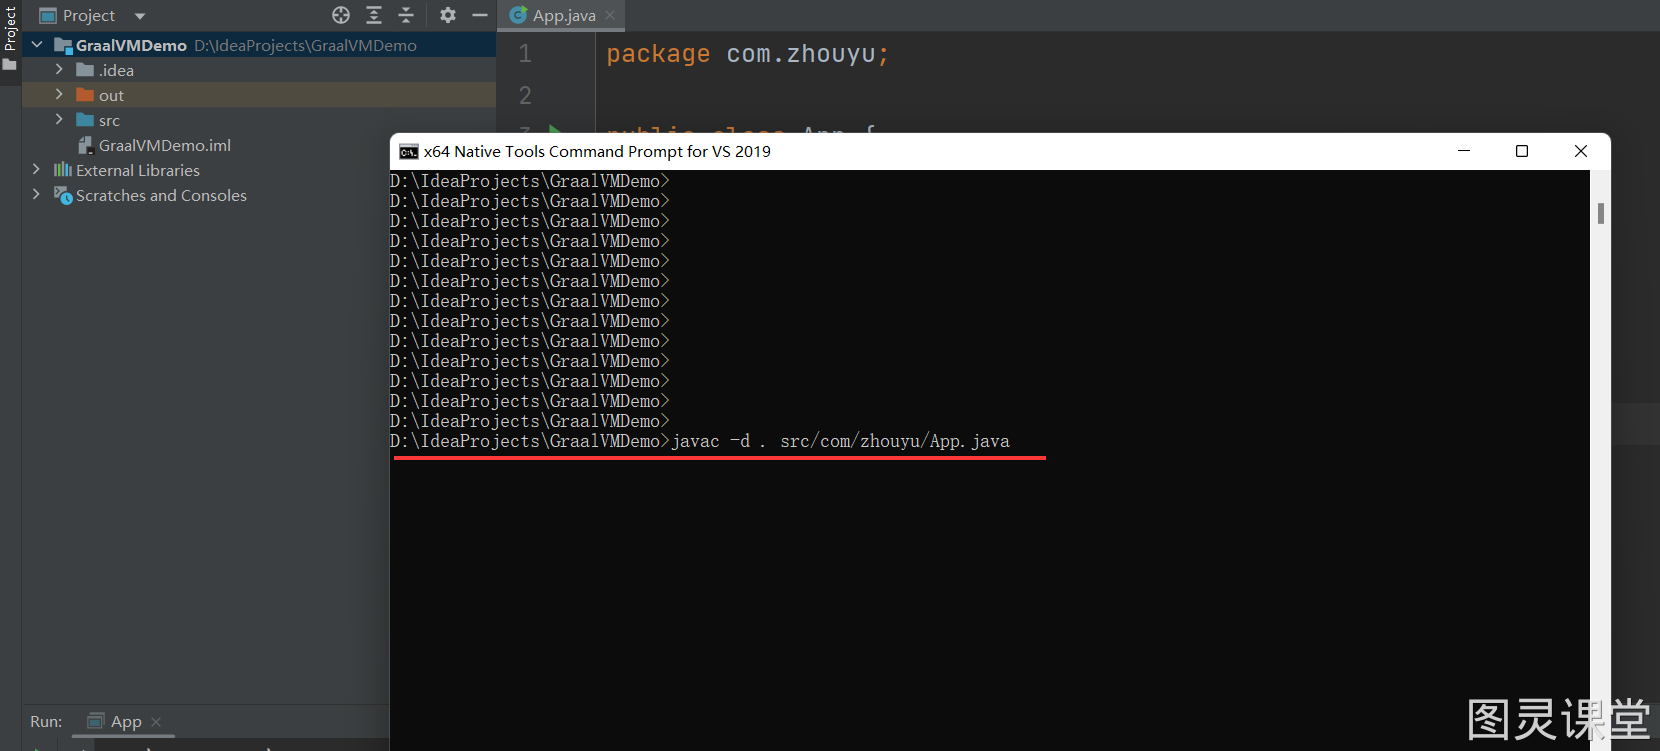 Project
Project
GraalVMDemo D:\IdeaProjects\GraalVMDemo
.idea
out
src
GraalVMDemo.iml
External Libraries
Scratches and Consoles
App.java
1 package com.zhouyu;
2
3 public class App {
x64 Native Tools Command Prompt for VS 2019
D:\IdeaProjects\GraalVMDemo>
D:\IdeaProjects\GraalVMDemo>
D:\IdeaProjects\GraalVMDemo>
D:\IdeaProjects\GraalVMDemo>
D:\IdeaProjects\GraalVMDemo>
D:\IdeaProjects\GraalVMDemo>
D:\IdeaProjects\GraalVMDemo>
D:\IdeaProjects\GraalVMDemo>
D:\IdeaProjects\GraalVMDemo>
D:\IdeaProjects\GraalVMDemo>
D:\IdeaProjects\GraalVMDemo>
D:\IdeaProjects\GraalVMDemo>
D:\IdeaProjects\GraalVMDemo>
D:\IdeaProjects\GraalVMDemo>javac -d . src/com/zhouyu/App.java
Run: App
图灵课堂